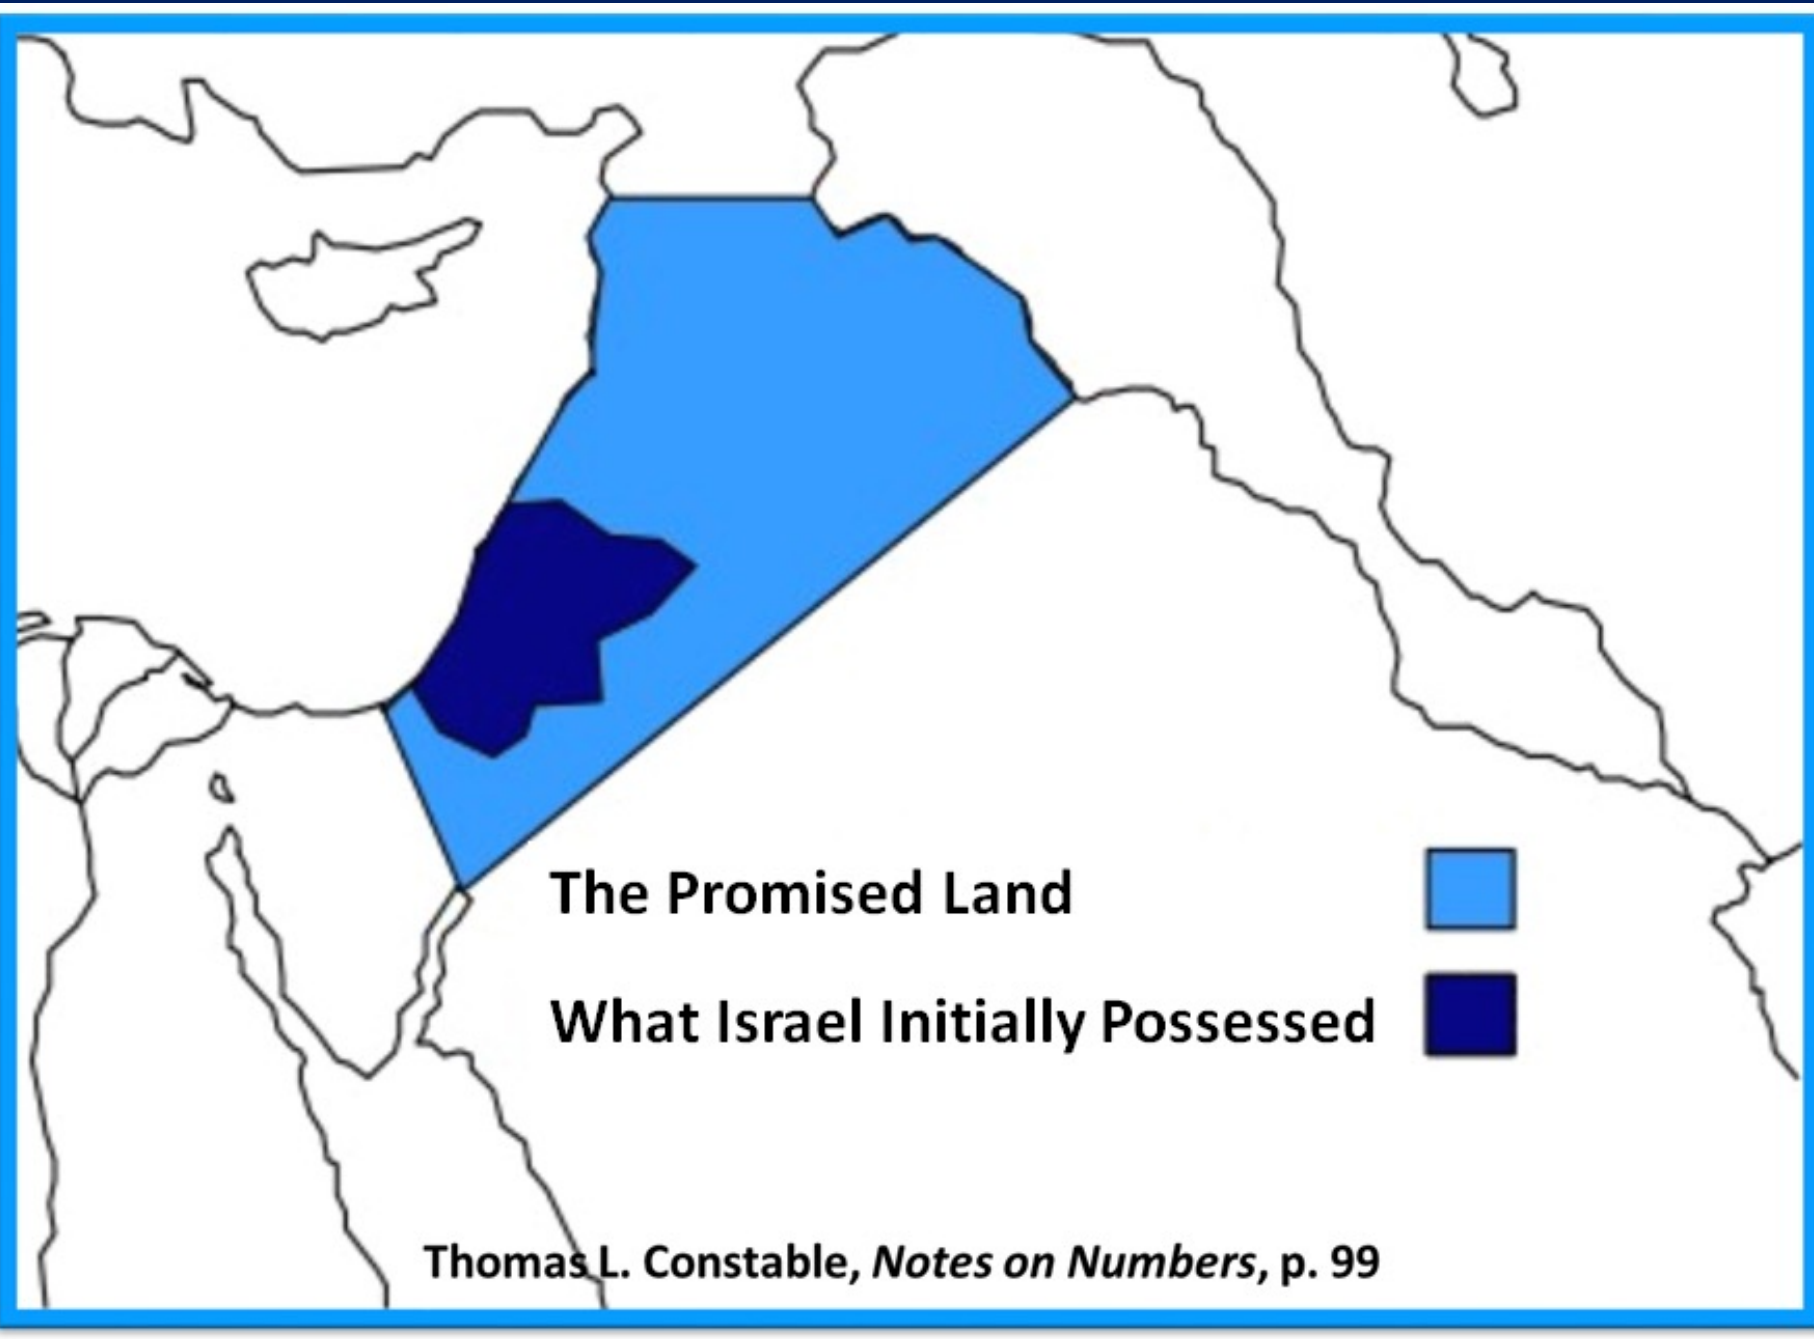 The Promised Land
What Israel Initially Possessed
Thomas L. Constable, Notes on Numbers, p. 99